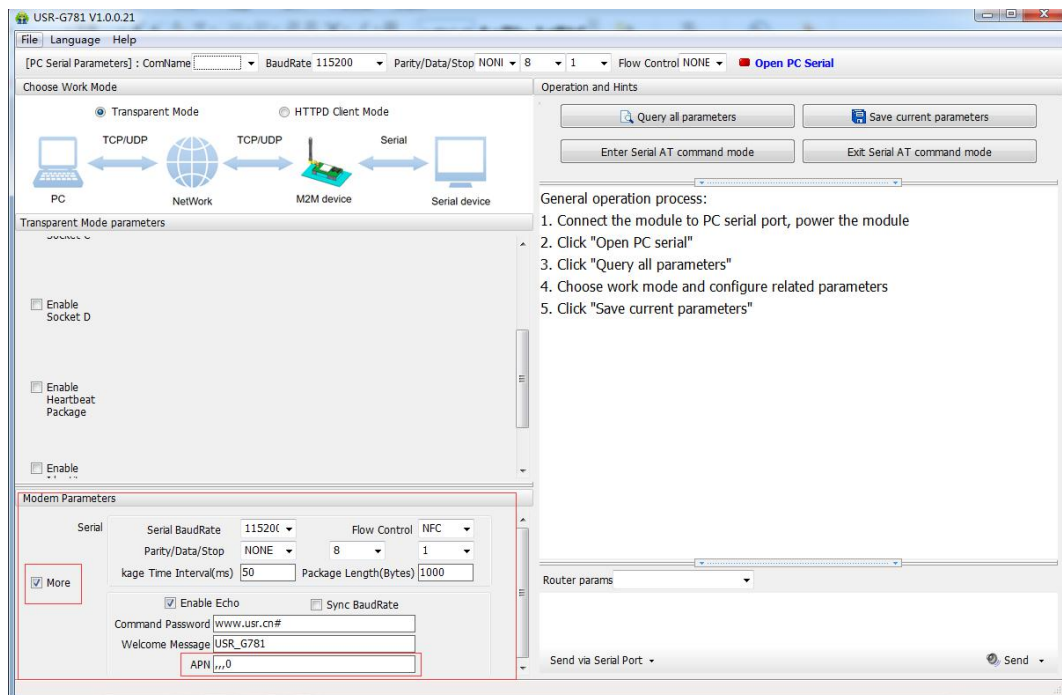 USR-G781 V1.0.0.21
File Language Help
[PC Serial Parameters] : ComName BaudRate 115200 Parity/Data/Stop NONI 8 1 Flow Control NONE Open PC Serial
Choose Work Mode
Transparent Mode HTTPD Client Mode
TCP/UDP TCP/UDP Serial
PC NetWork M2M device Serial device
Transparent Mode parameters
Socket C
Enable
Socket D
Enable
Heartbeat
Package
Enable
Modem Parameters
Serial Serial BaudRate 11520( Flow Control NFC
Parity/Data/Stop NONE 8 1
kage Time Interval(ms) 50 Package Length(Bytes) 1000
More
Enable Echo Sync BaudRate
Command Password www.usr.cn#
Welcome Message USR_G781
APN ,,,0
Operation and Hints
Query all parameters Save current parameters
Enter Serial AT command mode Exit Serial AT command mode
General operation process:
1. Connect the module to PC serial port, power the module
2. Click "Open PC serial"
3. Click "Query all parameters"
4. Choose work mode and configure related parameters
5. Click "Save current parameters"
Router params
Send via Serial Port Send